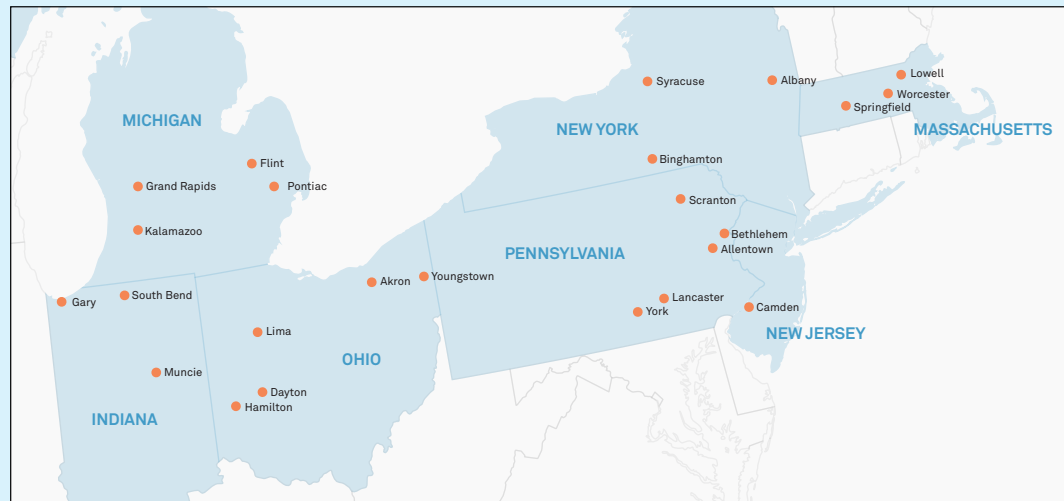 MICHIGAN
Flint
Grand Rapids
Pontiac
Kalamazoo
Gary
South Bend
Muncie
INDIANA
Akron
Youngstown
Lima
OHIO
Dayton
Hamilton
Syracuse
Albany
NEW YORK
Binghamton
Scranton
Bethlehem
Allentown
PENNSYLVANIA
Lancaster
York
Camden
NEW JERSEY
Lowell
Worcester
Springfield
MASSACHUSETTS